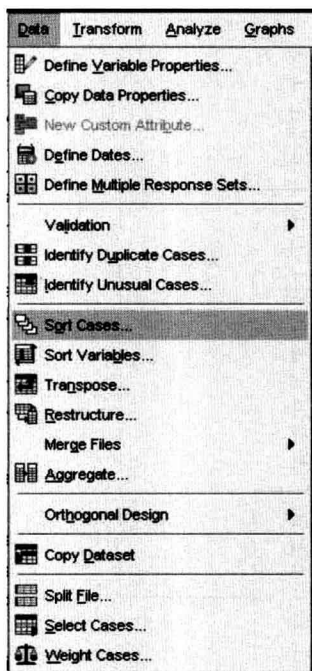 Data Transform Analyze Graphs
Define Variable Properties...
Copy Data Properties...
New Custom Attribute...
Define Dates...
Define Multiple Response Sets...
Validation
Identify Duplicate Cases...
Identify Unusual Cases...
Sort Cases...
Sort Variables...
Transpose...
Restructure...
Merge Files
Aggregate...
Orthogonal Design
Copy Dataset
Split File...
Select Cases...
Weight Cases...